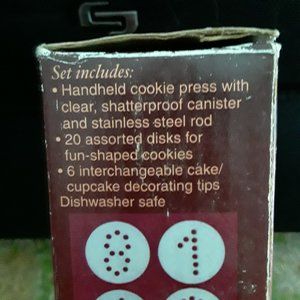 Set includes:
• Handheld cookie press with
clear, shatterproof canister
and stainless steel rod
• 20 assorted disks for
fun-shaped cookies
• 6 interchangeable cake/
cupcake decorating tips
Dishwasher safe